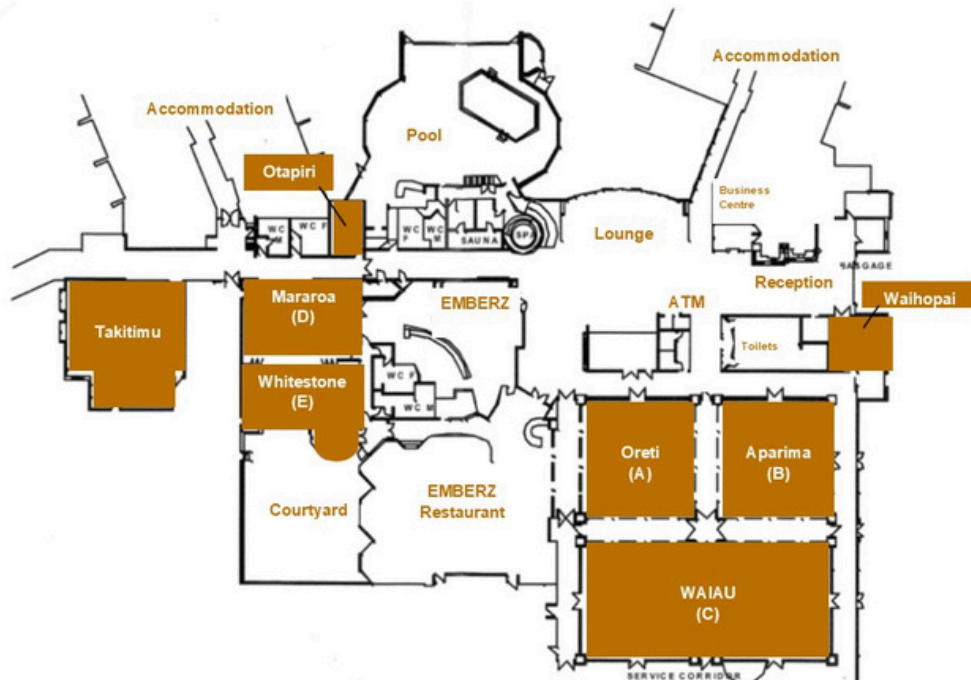 Accommodation
Accommodation
Pool
Otapiri
Business
Centre
WC
M
WC F
WC
F
WC
M
SAUNA
SPA
Lounge
BAGGAGE
Reception
Mararoa
(D)
EMBERZ
ATM
Waihopai
Takitimu
Toilets
Whitestone
(E)
WC F
WC M
Oreti
(A)
Aparima
(B)
Courtyard
EMBERZ
Restaurant
WAIAU
(C)
SERVICE CORRIDOR